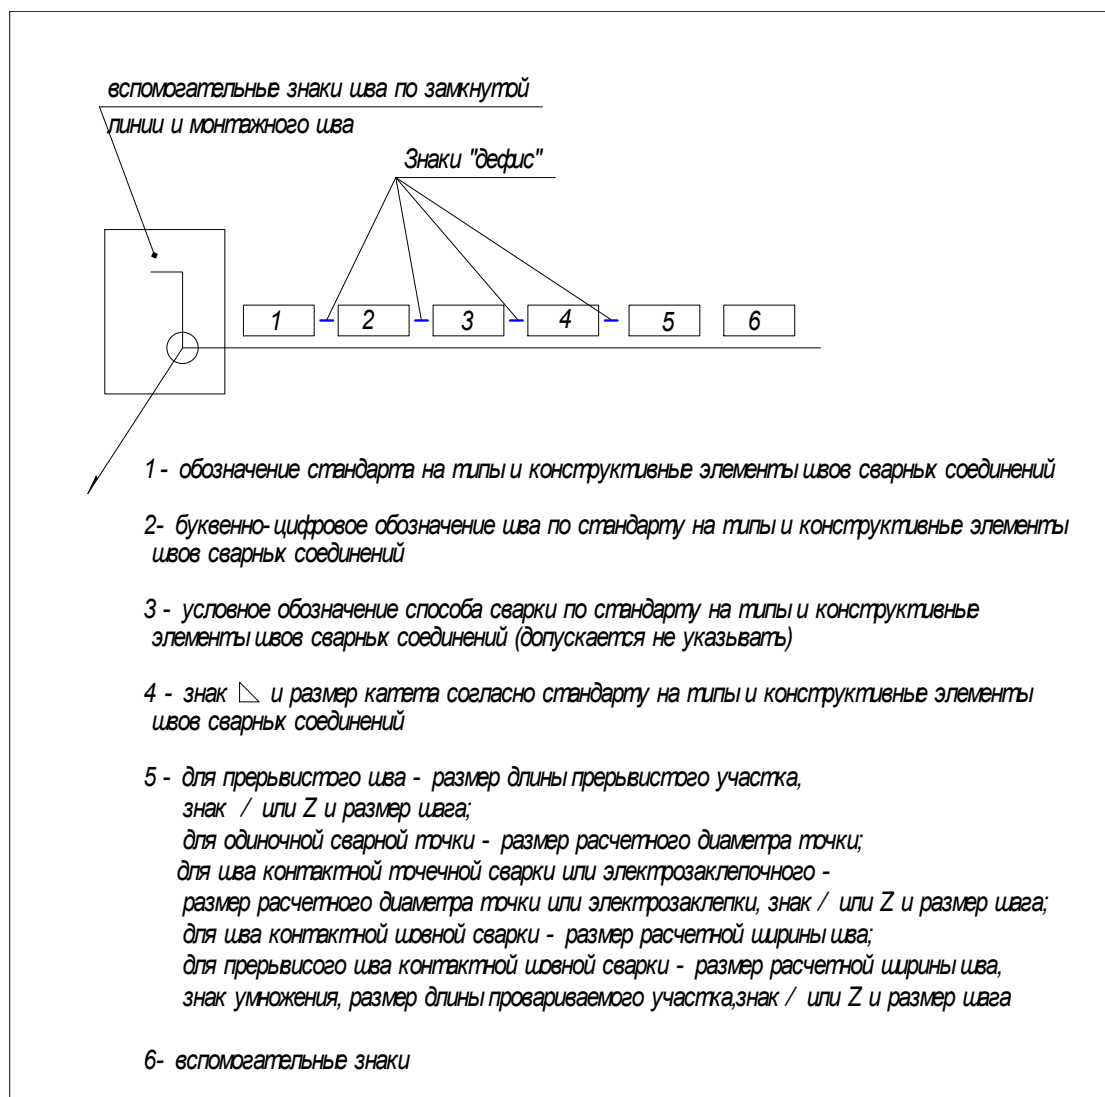 вспомогательные знаки шва по замкнутой
линии и монтажного шва
Знаки "дефис"
1 2 3 4 5 6
1 - обозначение стандарта на типы и конструктивные элементы швов сварных соединений
2- буквенно-цифровое обозначение шва по стандарту на типы и конструктивные элементы
швов сварных соединений
3 - условное обозначение способа сварки по стандарту на типы и конструктивные
элементы швов сварных соединений (допускается не указывать)
4 - знак ◺ и размер катета согласно стандарту на типы и конструктивные элементы
швов сварных соединений
5 - для прерывистого шва - размер длины прерывистого участка,
знак / или Z и размер шага;
для одиночной сварной точки - размер расчетного диаметра точки;
для шва контактной точечной сварки или электрозаклепочного -
размер расчетного диаметра точки или электрозаклепки, знак / или Z и размер шага;
для шва контактной шовной сварки - размер расчетной ширины шва;
для прерывисого шва контактной шовной сварки - размер расчетной ширины шва,
знак умножения, размер длины провариваемого участка,знак / или Z и размер шага
6- вспомогательные знаки